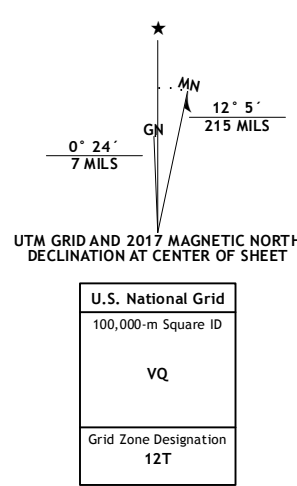 MN
12° 5´
215 MILS
GN
0° 24´
7 MILS
UTM GRID AND 2017 MAGNETIC NORTH
DECLINATION AT CENTER OF SHEET
U.S. National Grid
100,000-m Square ID
VQ
Grid Zone Designation
12T